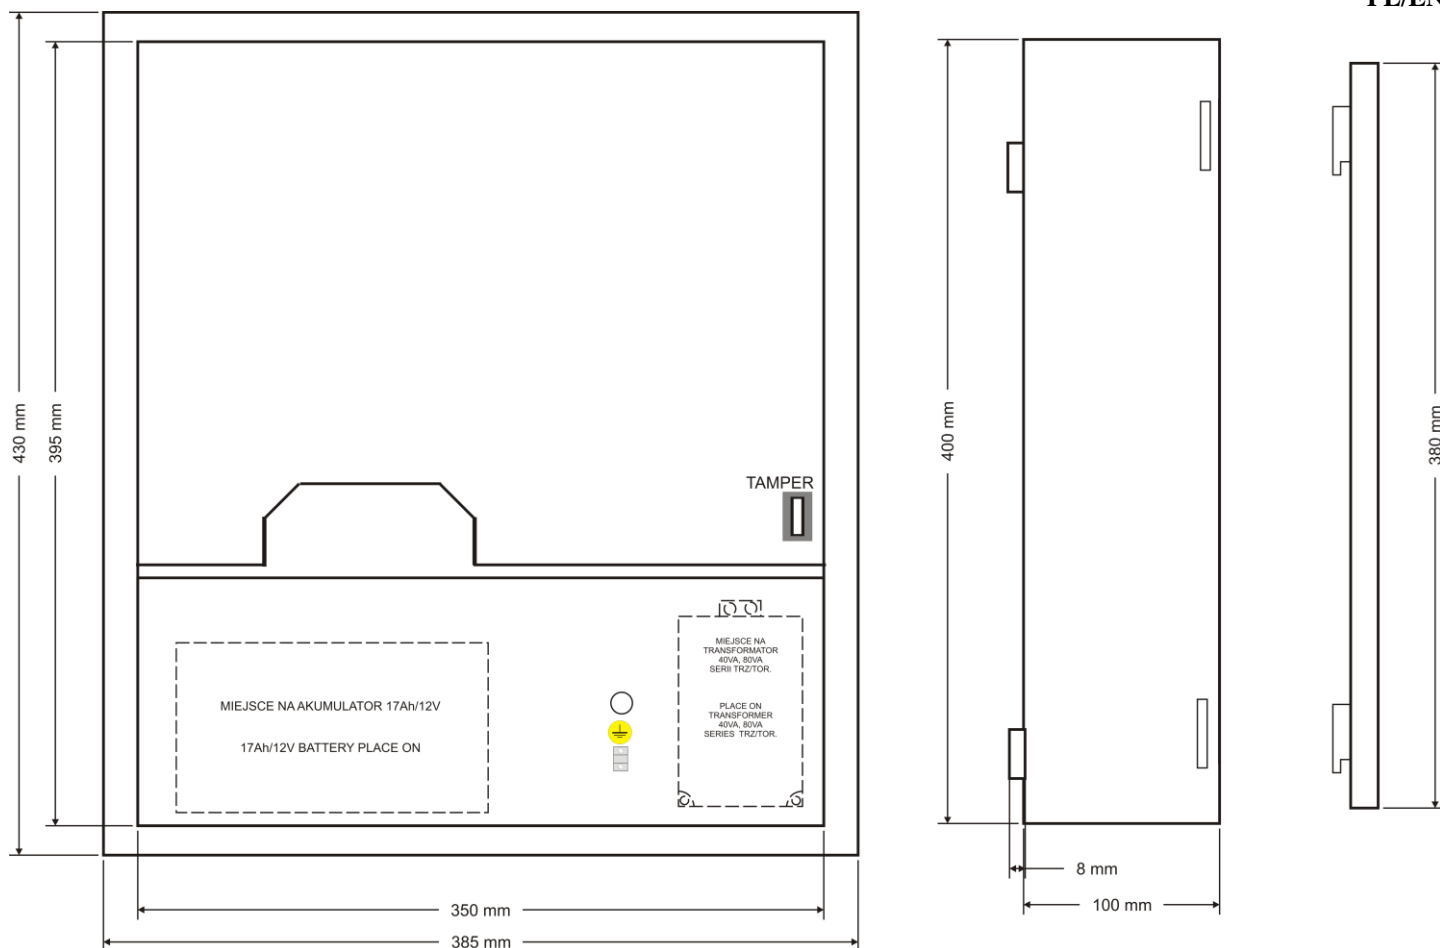 PL/EN
430 mm
395 mm
TAMPER
MIEJSCE NA AKUMULATOR 17Ah/12V
17Ah/12V BATTERY PLACE ON
MIEJSCE NA
TRANSFORMATOR
40VA, 80VA
SERII TRZ/TOR.
PLACE ON
TRANSFORMER
40VA, 80VA
SERIES TRZ/TOR.
350 mm
385 mm
400 mm
8 mm
100 mm
380 mm